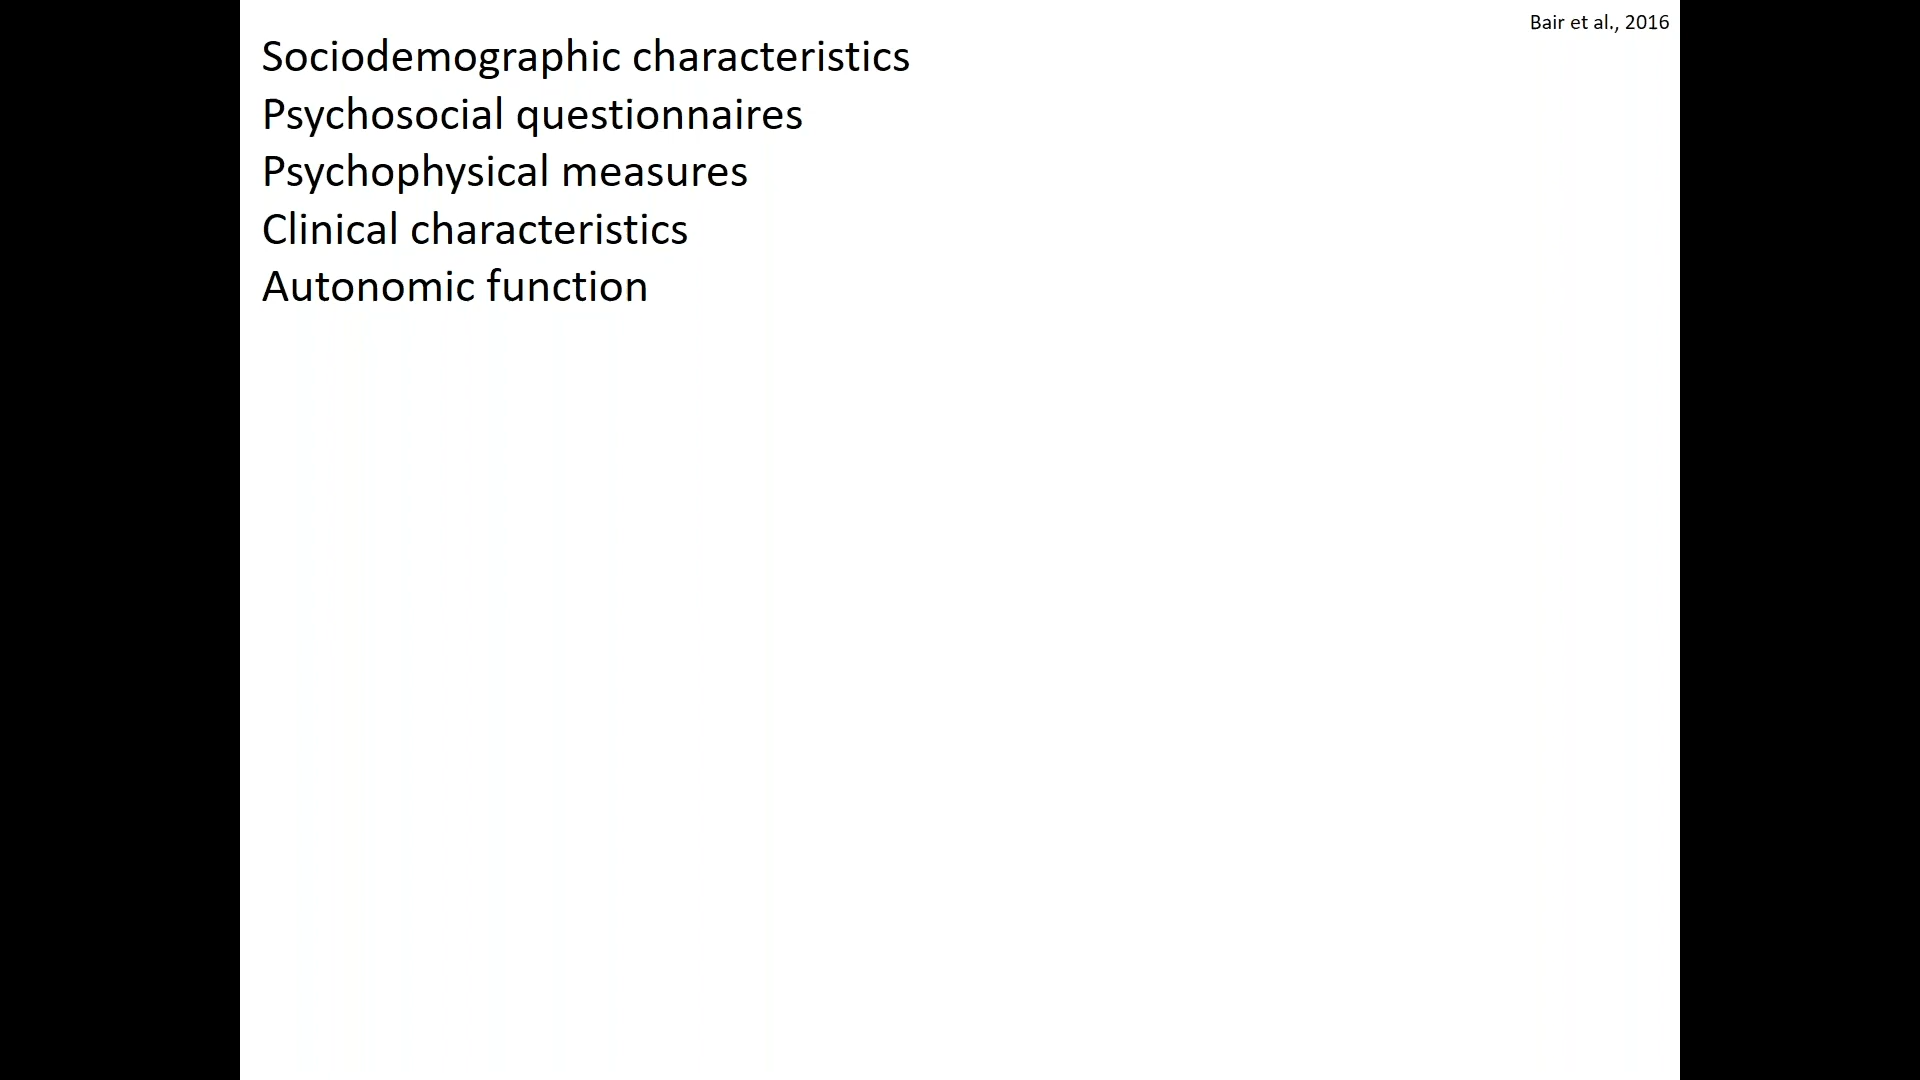 Bair et al., 2016
Sociodemographic characteristics
Psychosocial questionnaires
Psychophysical measures
Clinical characteristics
Autonomic function